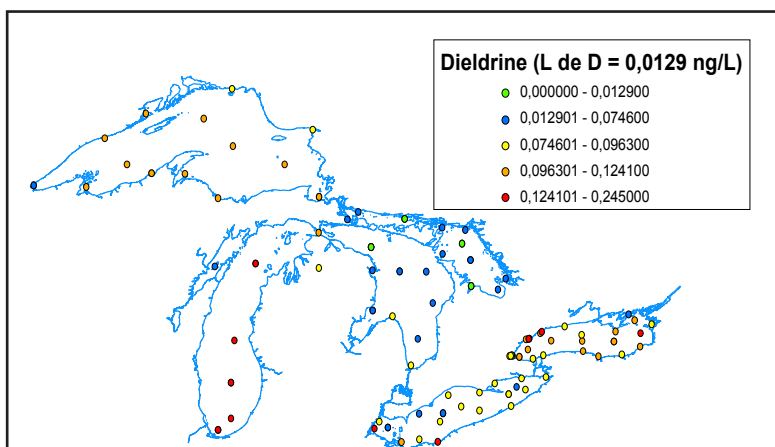 Dieldrine (L de D = 0,0129 ng/L)
0,000000 - 0,012900
0,012901 - 0,074600
0,074601 - 0,096300
0,096301 - 0,124100
0,124101 - 0,245000